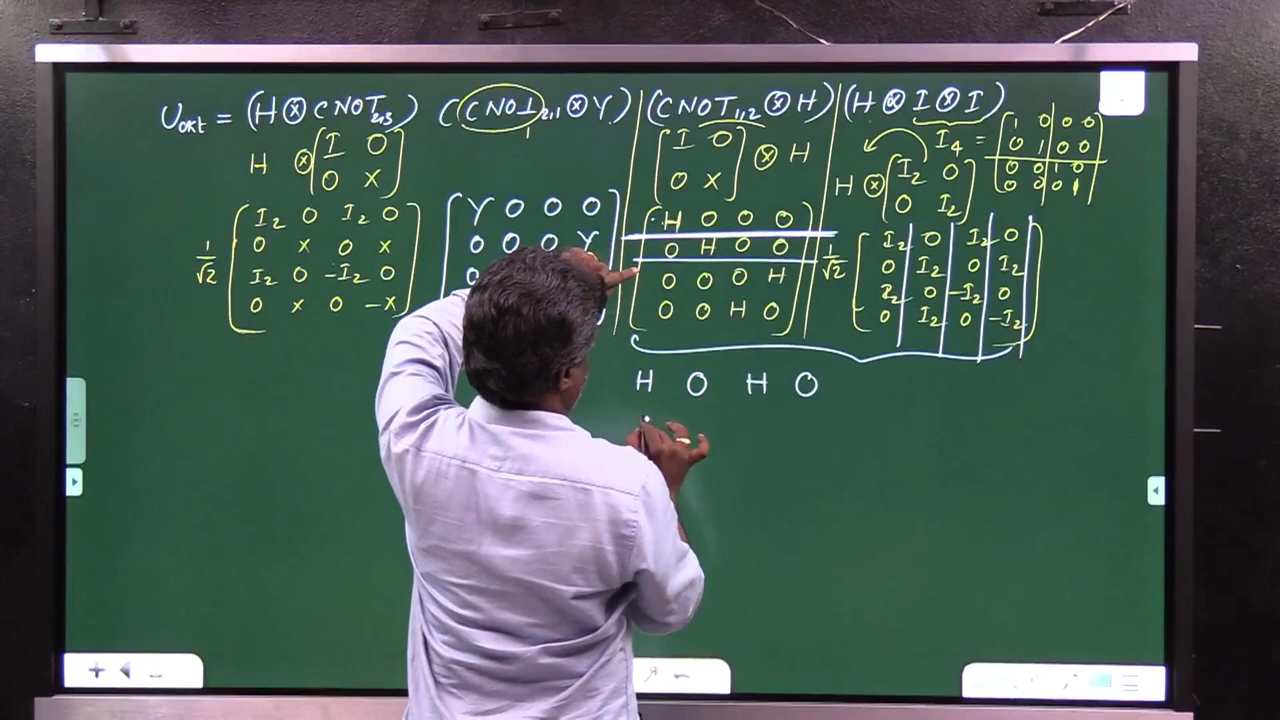 U_okt = (H ⊗ CNOT_2,3) (CNOT_2,1 ⊗ Y) (CNOT_1,2 ⊗ H) (H ⊗ I ⊗ I)
H ⊗ [I 0
0 X]
[I 0
0 X] ⊗ H
I_4 = [1 0 0 0
0 1 0 0
0 0 1 0
0 0 0 1]
H ⊗ [I_2 0
0 I_2]
1/√2 [I_2 0 I_2 0
0 X 0 X
I_2 0 -I_2 0
0 X 0 -X]
[Y 0 0 0
0 0 0 Y
0
[H 0 0 0
0 H 0 0
0 0 0 H
0 0 H 0]
1/√2 [I_2 0 I_2 0
0 I_2 0 I_2
I_2 0 -I_2 0
0 I_2 0 -I_2]
H 0 H 0